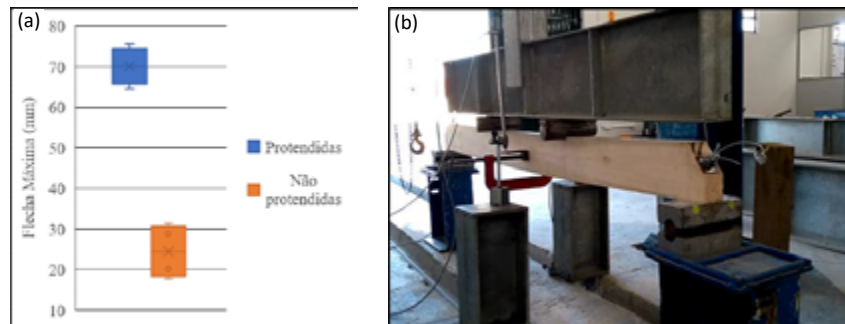 (a)
80
70
60
50
40
30
20
10
Flecha Máxima (mm)
Protendidas
Não
protendidas
(b)